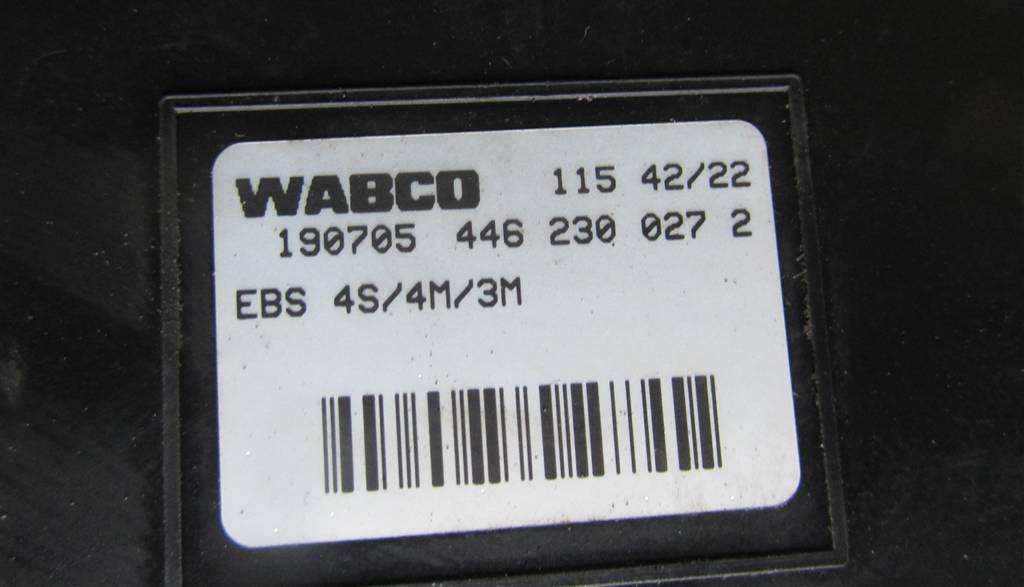 WABCO 115 42/22
190705 446 230 027 2
EBS 4S/4M/3M